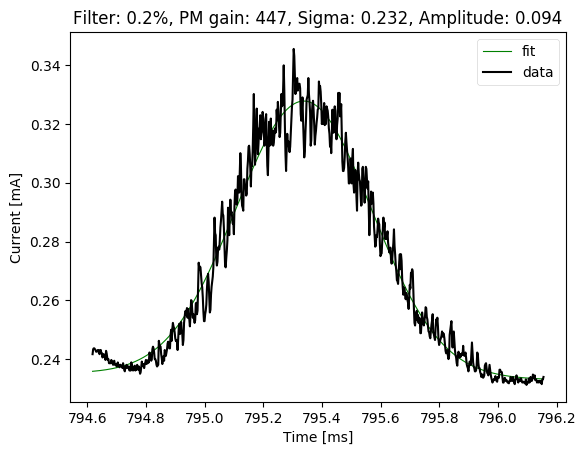 Filter: 0.2%, PM gain: 447, Sigma: 0.232, Amplitude: 0.094
fit
data
0.34
0.32
0.30
0.28
0.26
0.24
Current [mA]
794.6 794.8 795.0 795.2 795.4 795.6 795.8 796.0 796.2
Time [ms]